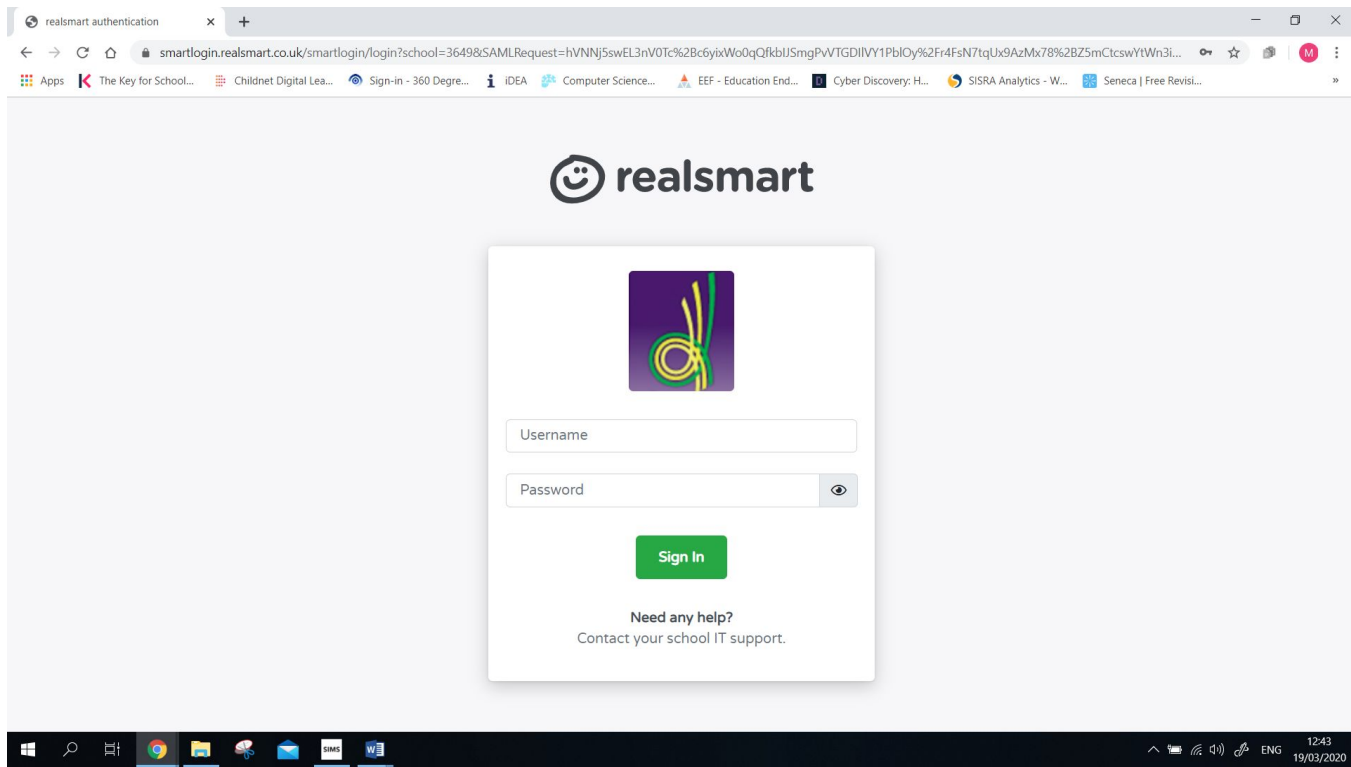 realsmart authentication
smartlogin.realsmart.co.uk/smartlogin/login?school=3649&SAMLRequest=hVNNj5swEL3nV0Tc%2Bc6yixWo0qQfkbUSmgPvVTGDIlVY1PblOy%2Fr4FsN7tqUx9AzMx78%2BZ5mCtcswYtWn3i... M
Apps The Key for School... Childnet Digital Lea... Sign-in - 360 Degre... iDEA Computer Science... EEF - Education End... Cyber Discovery: H... SISRA Analytics - W... Seneca | Free Revisi... »
realsmart
Username
Password
Sign In
Need any help?
Contact your school IT support.
SIMS ENG 12:43
19/03/2020